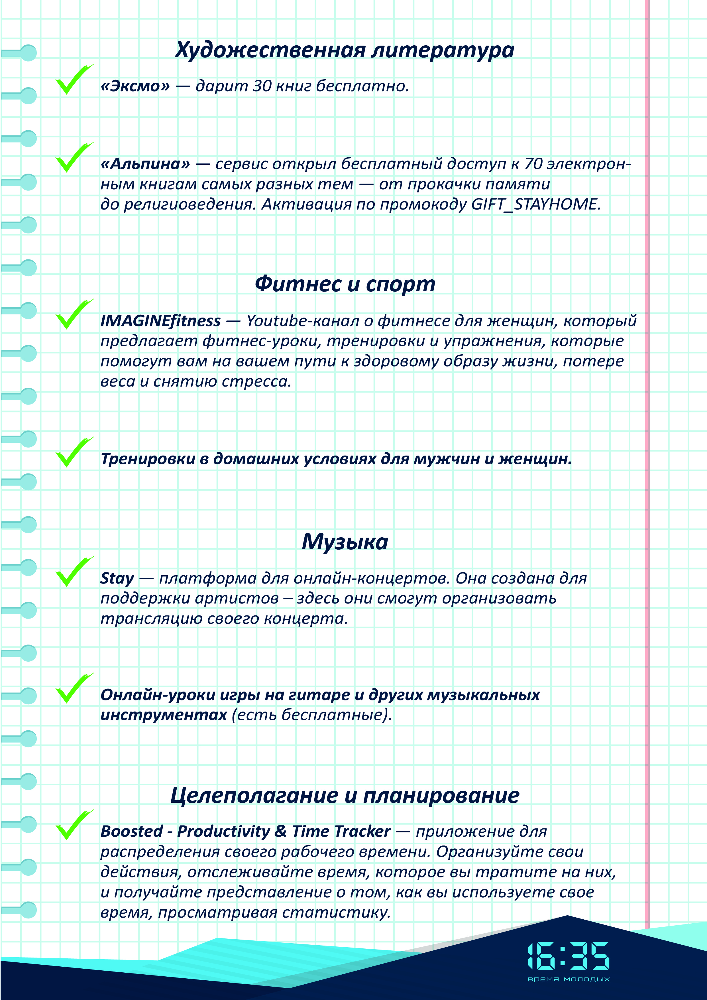 Художественная литература
«Эксмо» — дарит 30 книг бесплатно.
«Альпина» — сервис открыл бесплатный доступ к 70 электрон-
ным книгам самых разных тем — от прокачки памяти
до религиоведения. Активация по промокоду GIFT_STAYHOME.
Фитнес и спорт
IMAGINEfitness — Youtube-канал о фитнесе для женщин, который
предлагает фитнес-уроки, тренировки и упражнения, которые
помогут вам на вашем пути к здоровому образу жизни, потере
веса и снятию стресса.
Тренировки в домашних условиях для мужчин и женщин.
Музыка
Stay — платформа для онлайн-концертов. Она создана для
поддержки артистов – здесь они смогут организовать
трансляцию своего концерта.
Онлайн-уроки игры на гитаре и других музыкальных
инструментах (есть бесплатные).
Целеполагание и планирование
Boosted - Productivity & Time Tracker — приложение для
распределения своего рабочего времени. Организуйте свои
действия, отслеживайте время, которое вы тратите на них,
и получайте представление о том, как вы используете свое
время, просматривая статистику.
16:35
время молодых